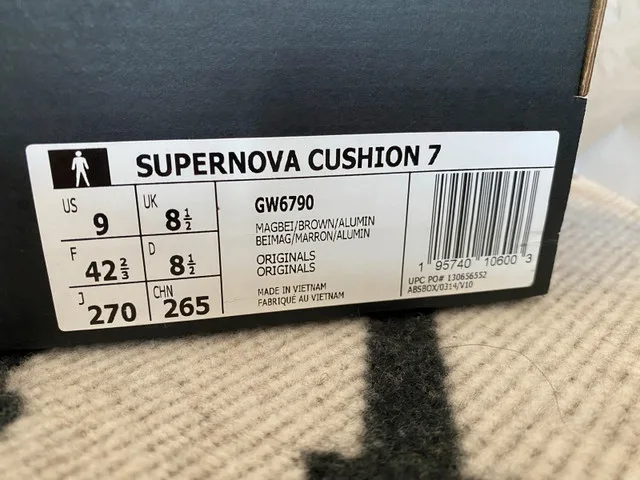 SUPERNOVA CUSHION 7
US 9 UK 8½
F 42⅔ D 8½
J 270 CHN 265
GW6790
MAGBEI/BROWN/ALUMIN
BEIMAG/MARRON/ALUMIN
ORIGINALS
ORIGINALS
MADE IN VIETNAM
FABRIQUÉ AU VIETNAM
1 95740 10600 3
UPC PO# 130656552
ABSBOX/0314/V10